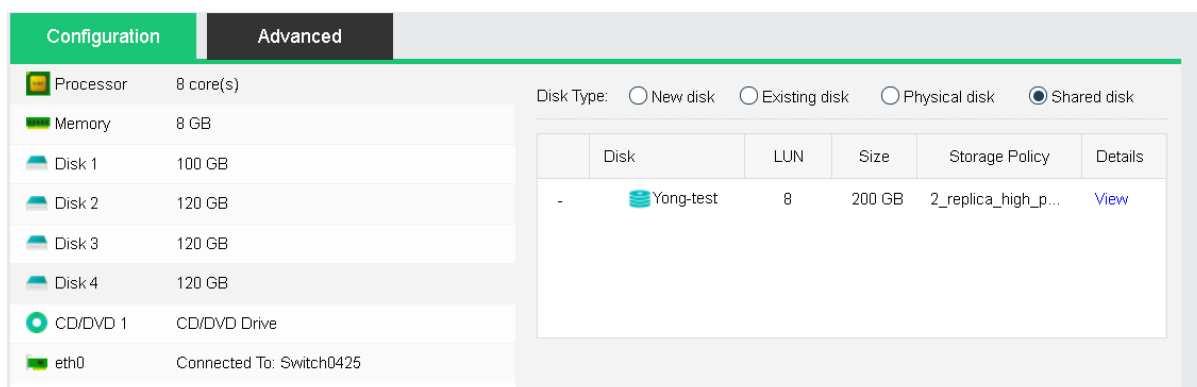 Configuration Advanced
Processor 8 core(s)
Memory 8 GB
Disk 1 100 GB
Disk 2 120 GB
Disk 3 120 GB
Disk 4 120 GB
CD/DVD 1 CD/DVD Drive
eth0 Connected To: Switch0425
Disk Type: New disk Existing disk Physical disk Shared disk
Disk LUN Size Storage Policy Details
- Yong-test 8 200 GB 2_replica_high_p... View